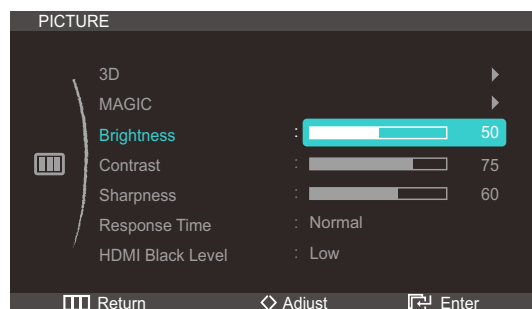 PICTURE
3D
MAGIC
Brightness : 50
Contrast : 75
Sharpness : 60
Response Time : Normal
HDMI Black Level : Low
Return Adjust Enter